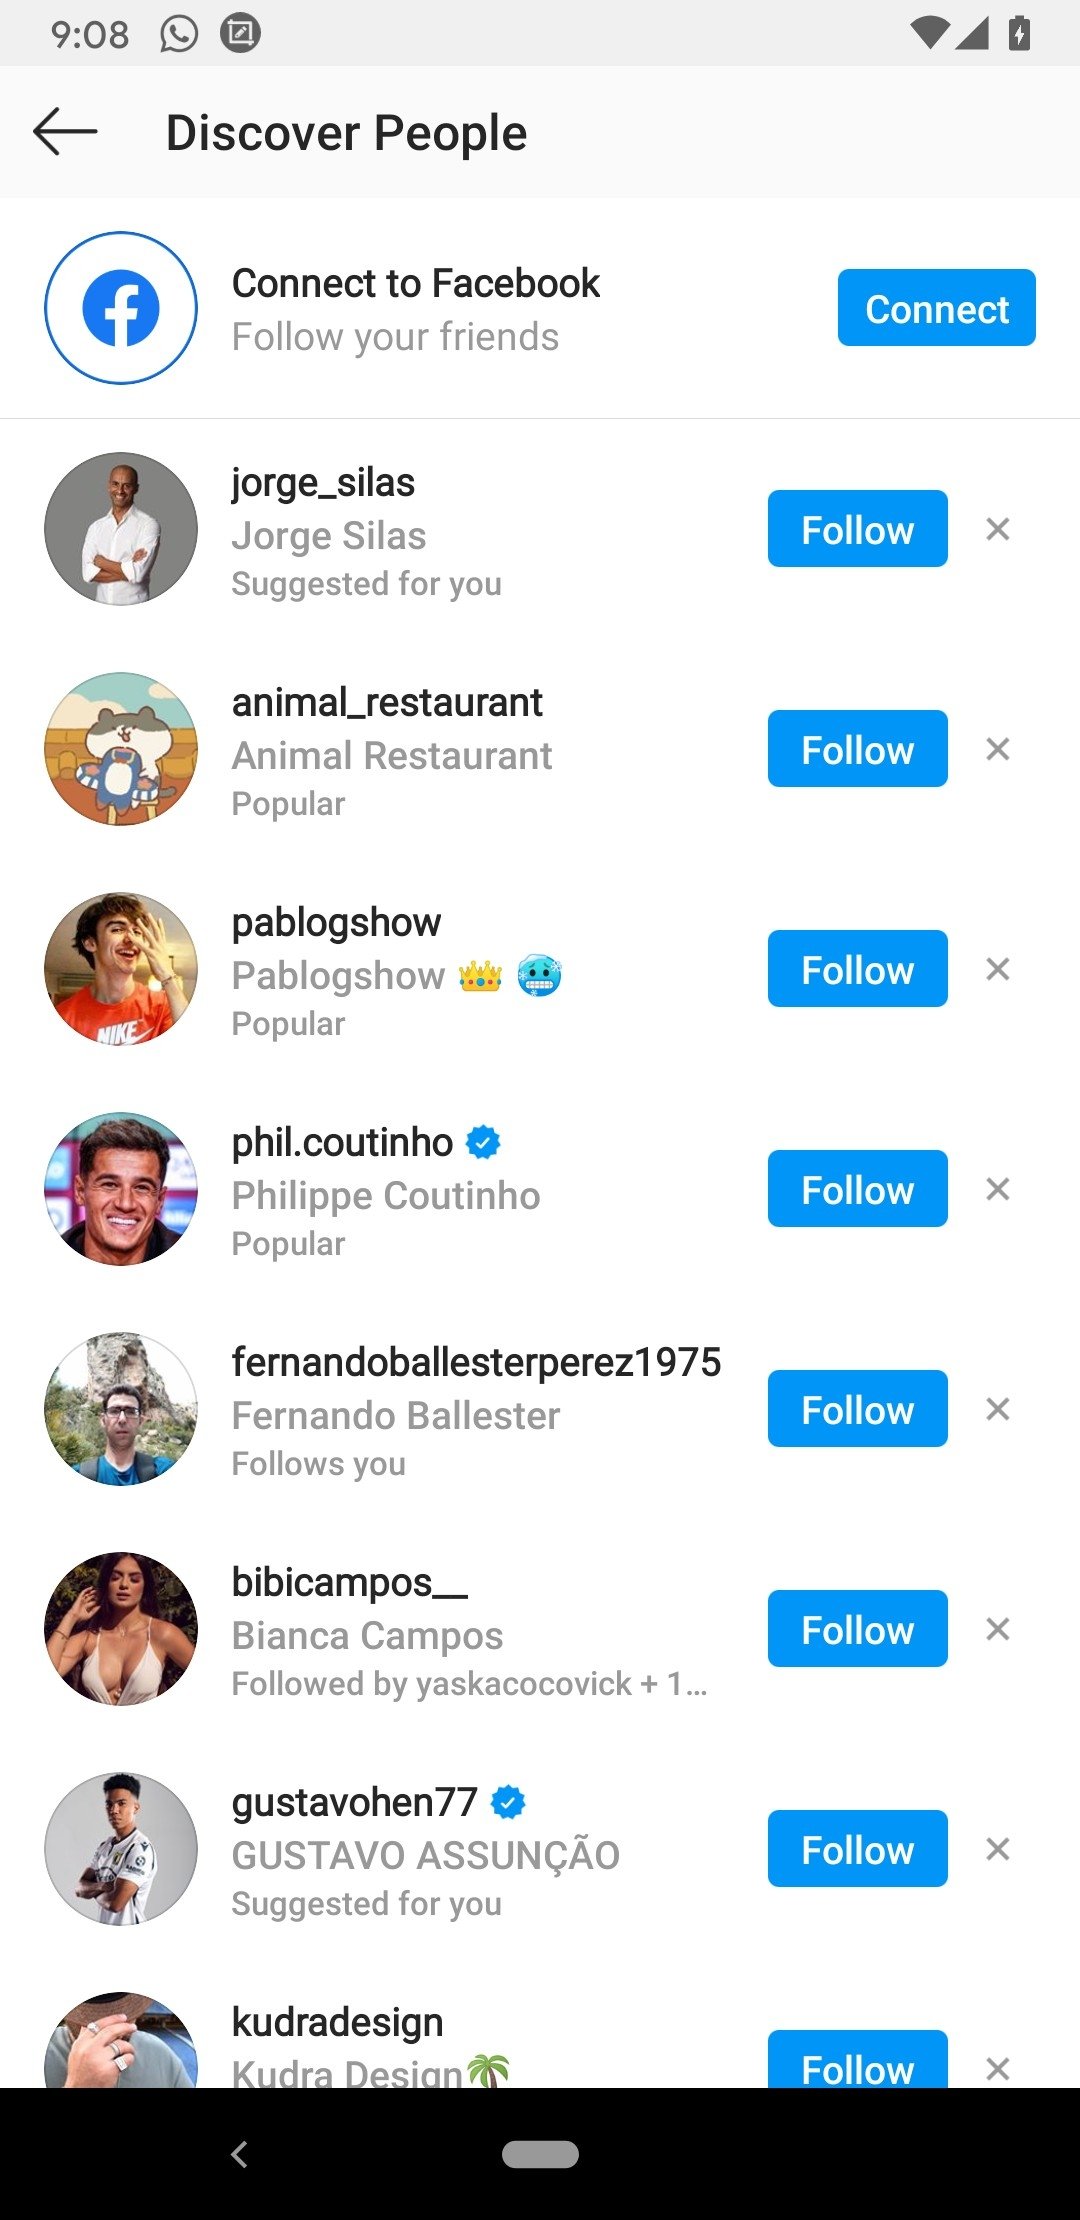 9:08
Discover People
Connect to Facebook
Follow your friends
Connect
jorge_silas
Jorge Silas
Suggested for you
Follow
animal_restaurant
Animal Restaurant
Popular
Follow
pablogshow
Pablogshow 👑 🥶
Popular
Follow
NIKE
phil.coutinho
Philippe Coutinho
Popular
Follow
fernandoballesterperez1975
Fernando Ballester
Follows you
Follow
bibicampos__
Bianca Campos
Followed by yaskacocovick + 1...
Follow
gustavohen77
GUSTAVO ASSUNÇÃO
Suggested for you
Follow
kudradesign
Kudra Design🌴
Follow